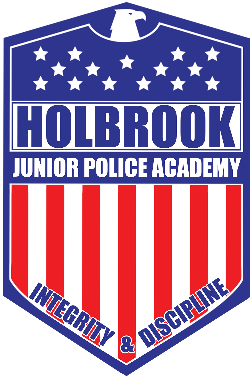 HOLBROOK
JUNIOR POLICE ACADEMY
INTEGRITY & DISCIPLINE